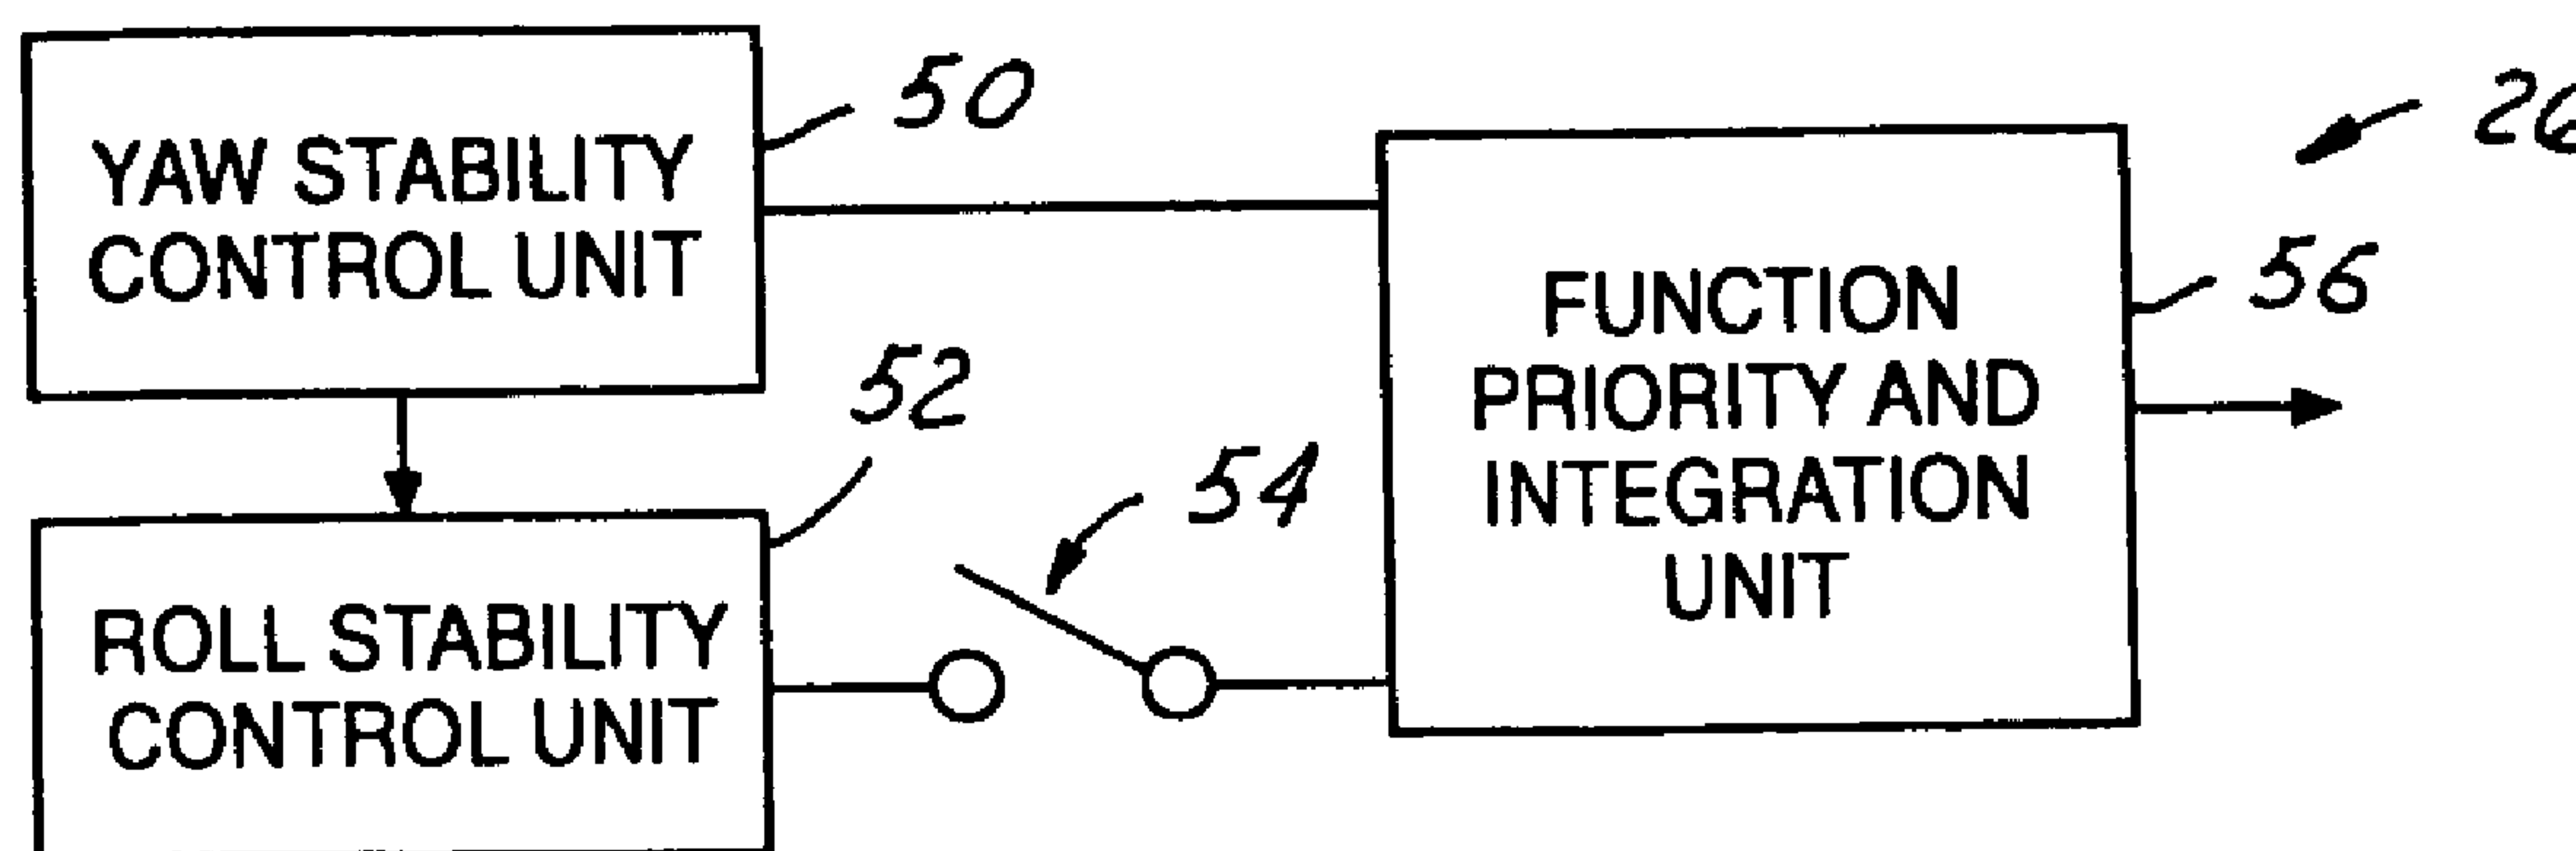 YAW STABILITY
CONTROL UNIT
50
26
FUNCTION
PRIORITY AND
INTEGRATION
UNIT
56
52
54
ROLL STABILITY
CONTROL UNIT